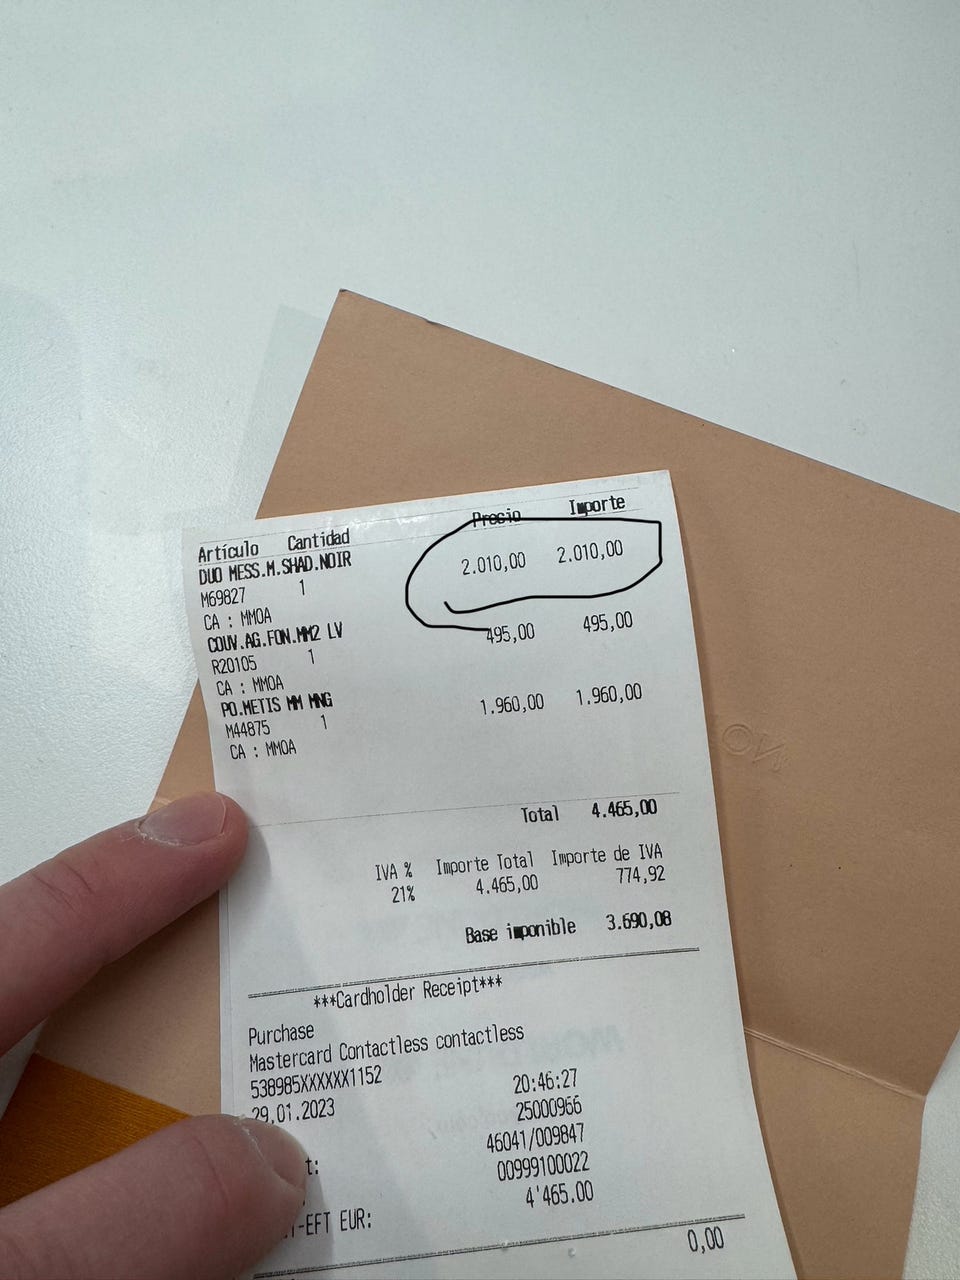 Artículo Cantidad Precio Importe
DUO MESS.M.SHAD.NOIR
M69827 1 2.010,00 2.010,00
CA : MMOA
COUV.AG.FON.MM2 LV
R20105 1 495,00 495,00
CA : MMOA
PO.METIS MM MNG
M44875 1 1.960,00 1.960,00
CA : MMOA
Total 4.465,00
IVA % Importe Total Importe de IVA
21% 4.465,00 774,92
Base imponible 3.690,08
***Cardholder Receipt***
Purchase
Mastercard Contactless contactless
538985XXXXXX1152
29.01.2023 20:46:27
25000966
46041/009847
t: 00999100022
-EFT EUR: 4'465.00
0,00